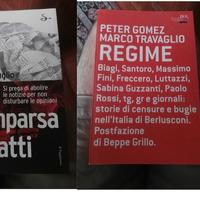 Si prega di abolire
le notizie per non
disturbare le opinioni
mparsa
atti
PETER GOMEZ
MARCO TRAVAGLIO
REGIME
Biagi, Santoro, Massimo
Fini, Freccero, Luttazzi,
Sabina Guzzanti, Paolo
Rossi, tg, gr e giornali:
storie di censure e bugie
nell'Italia di Berlusconi.
Postfazione
di Beppe Grillo.